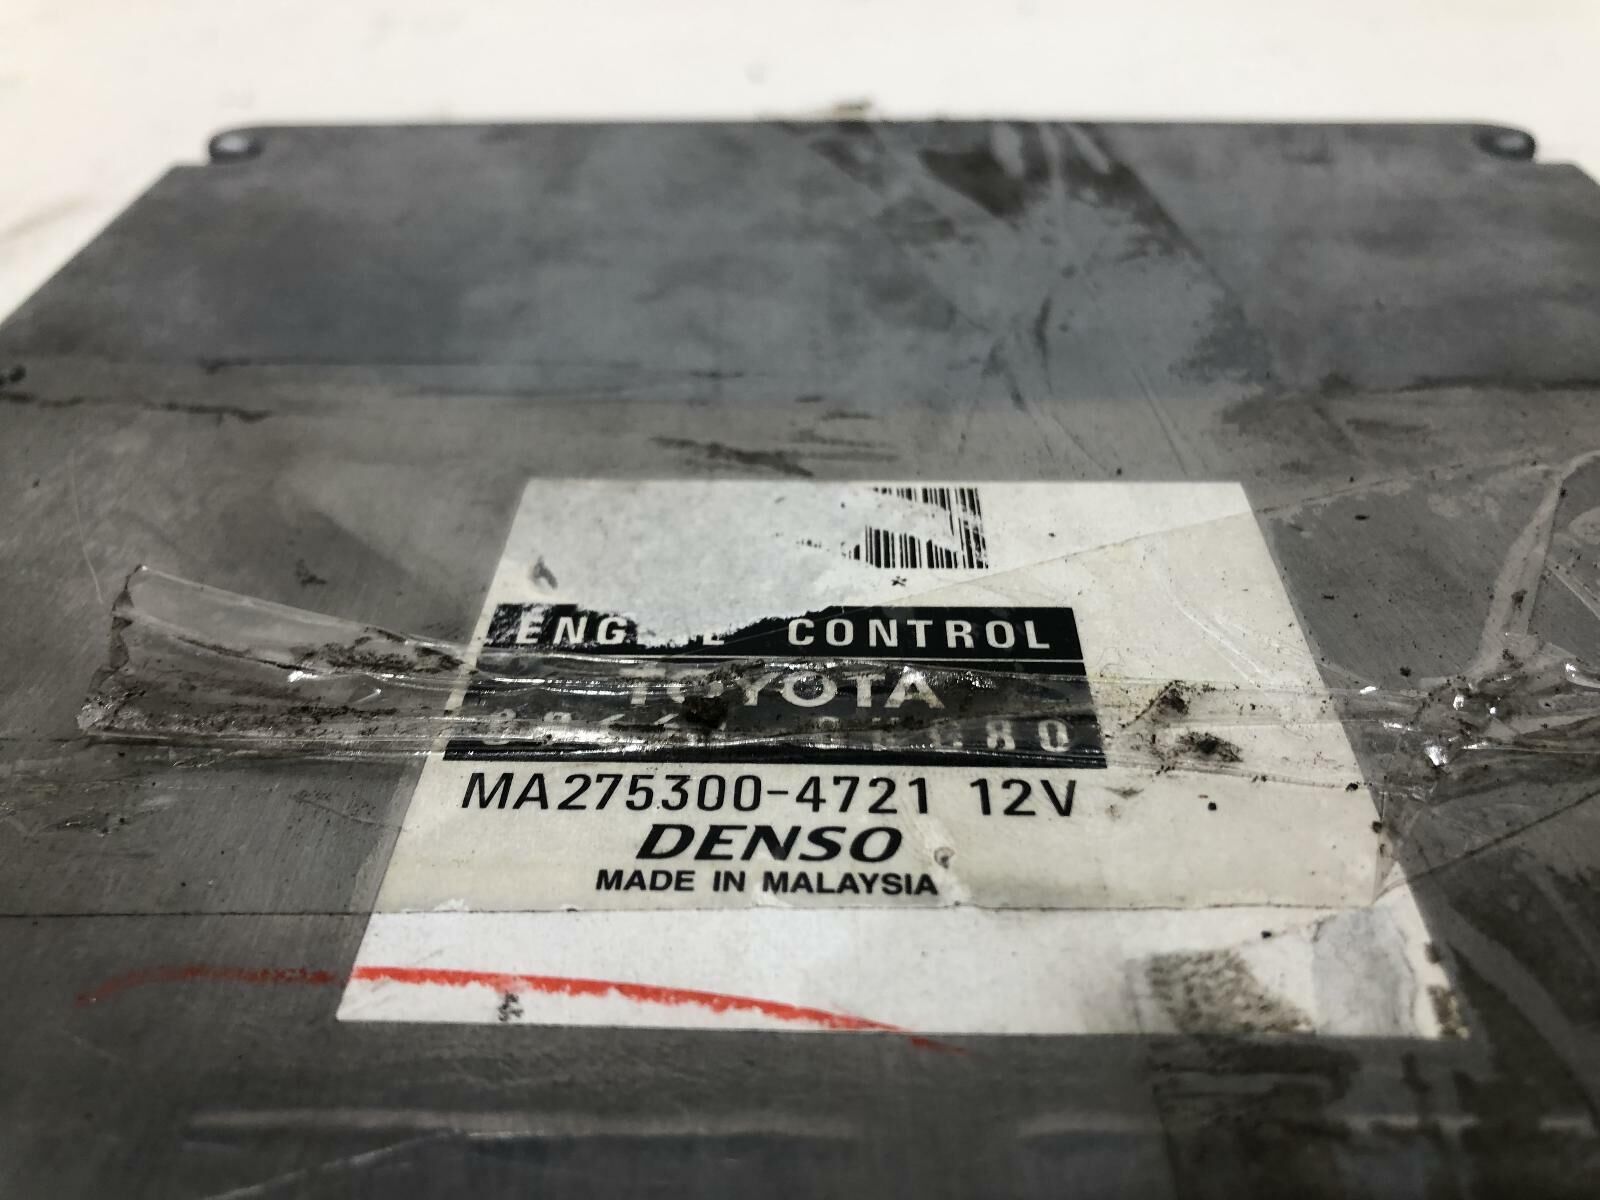 CONTROL
TOYOTA
MA275300-4721 12V
DENSO
MADE IN MALAYSIA